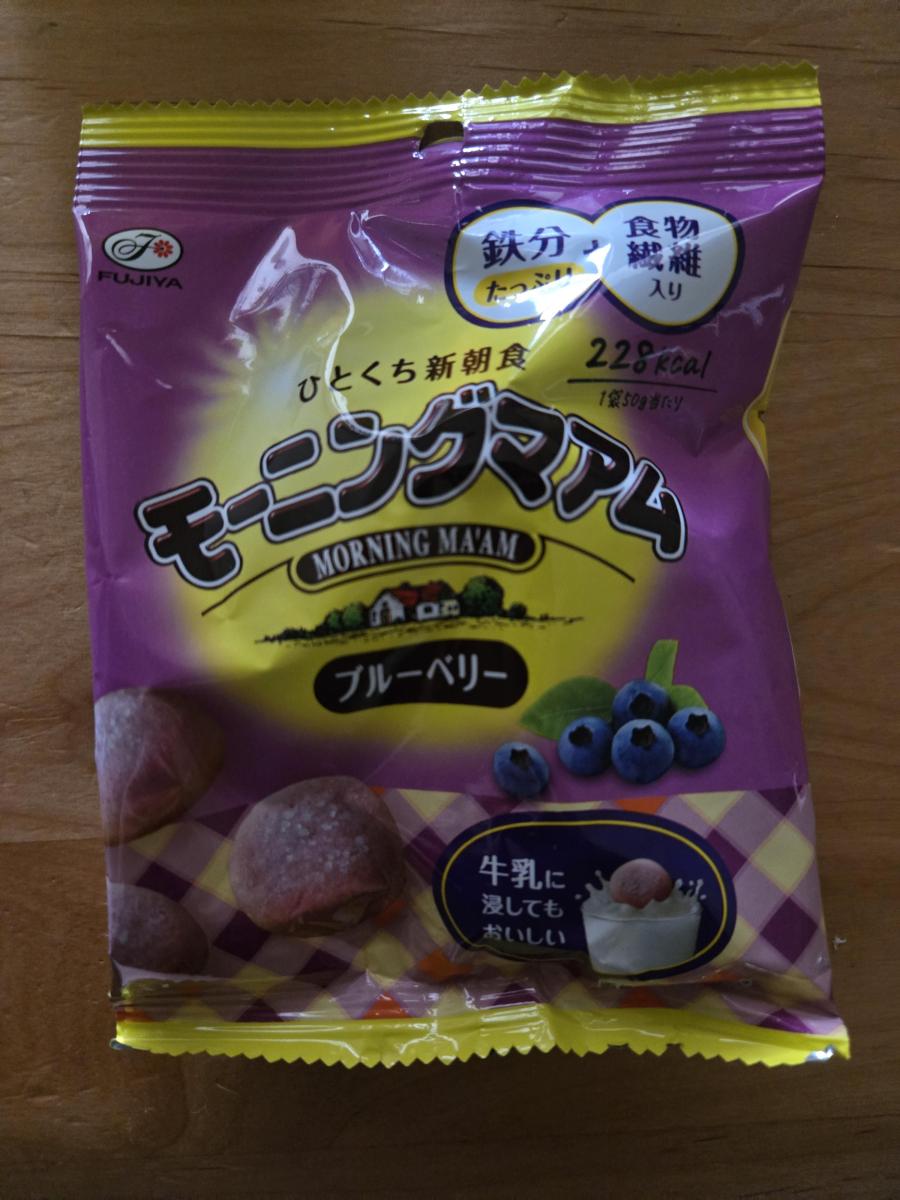 FUJIYA
鉄分
たっぷり
+
食物
繊維
入り
228kcal
1袋50g当たり
ひとくち新朝食
モーニングマアム
MORNING MA'AM
ブルーベリー
牛乳に
浸しても
おいしい